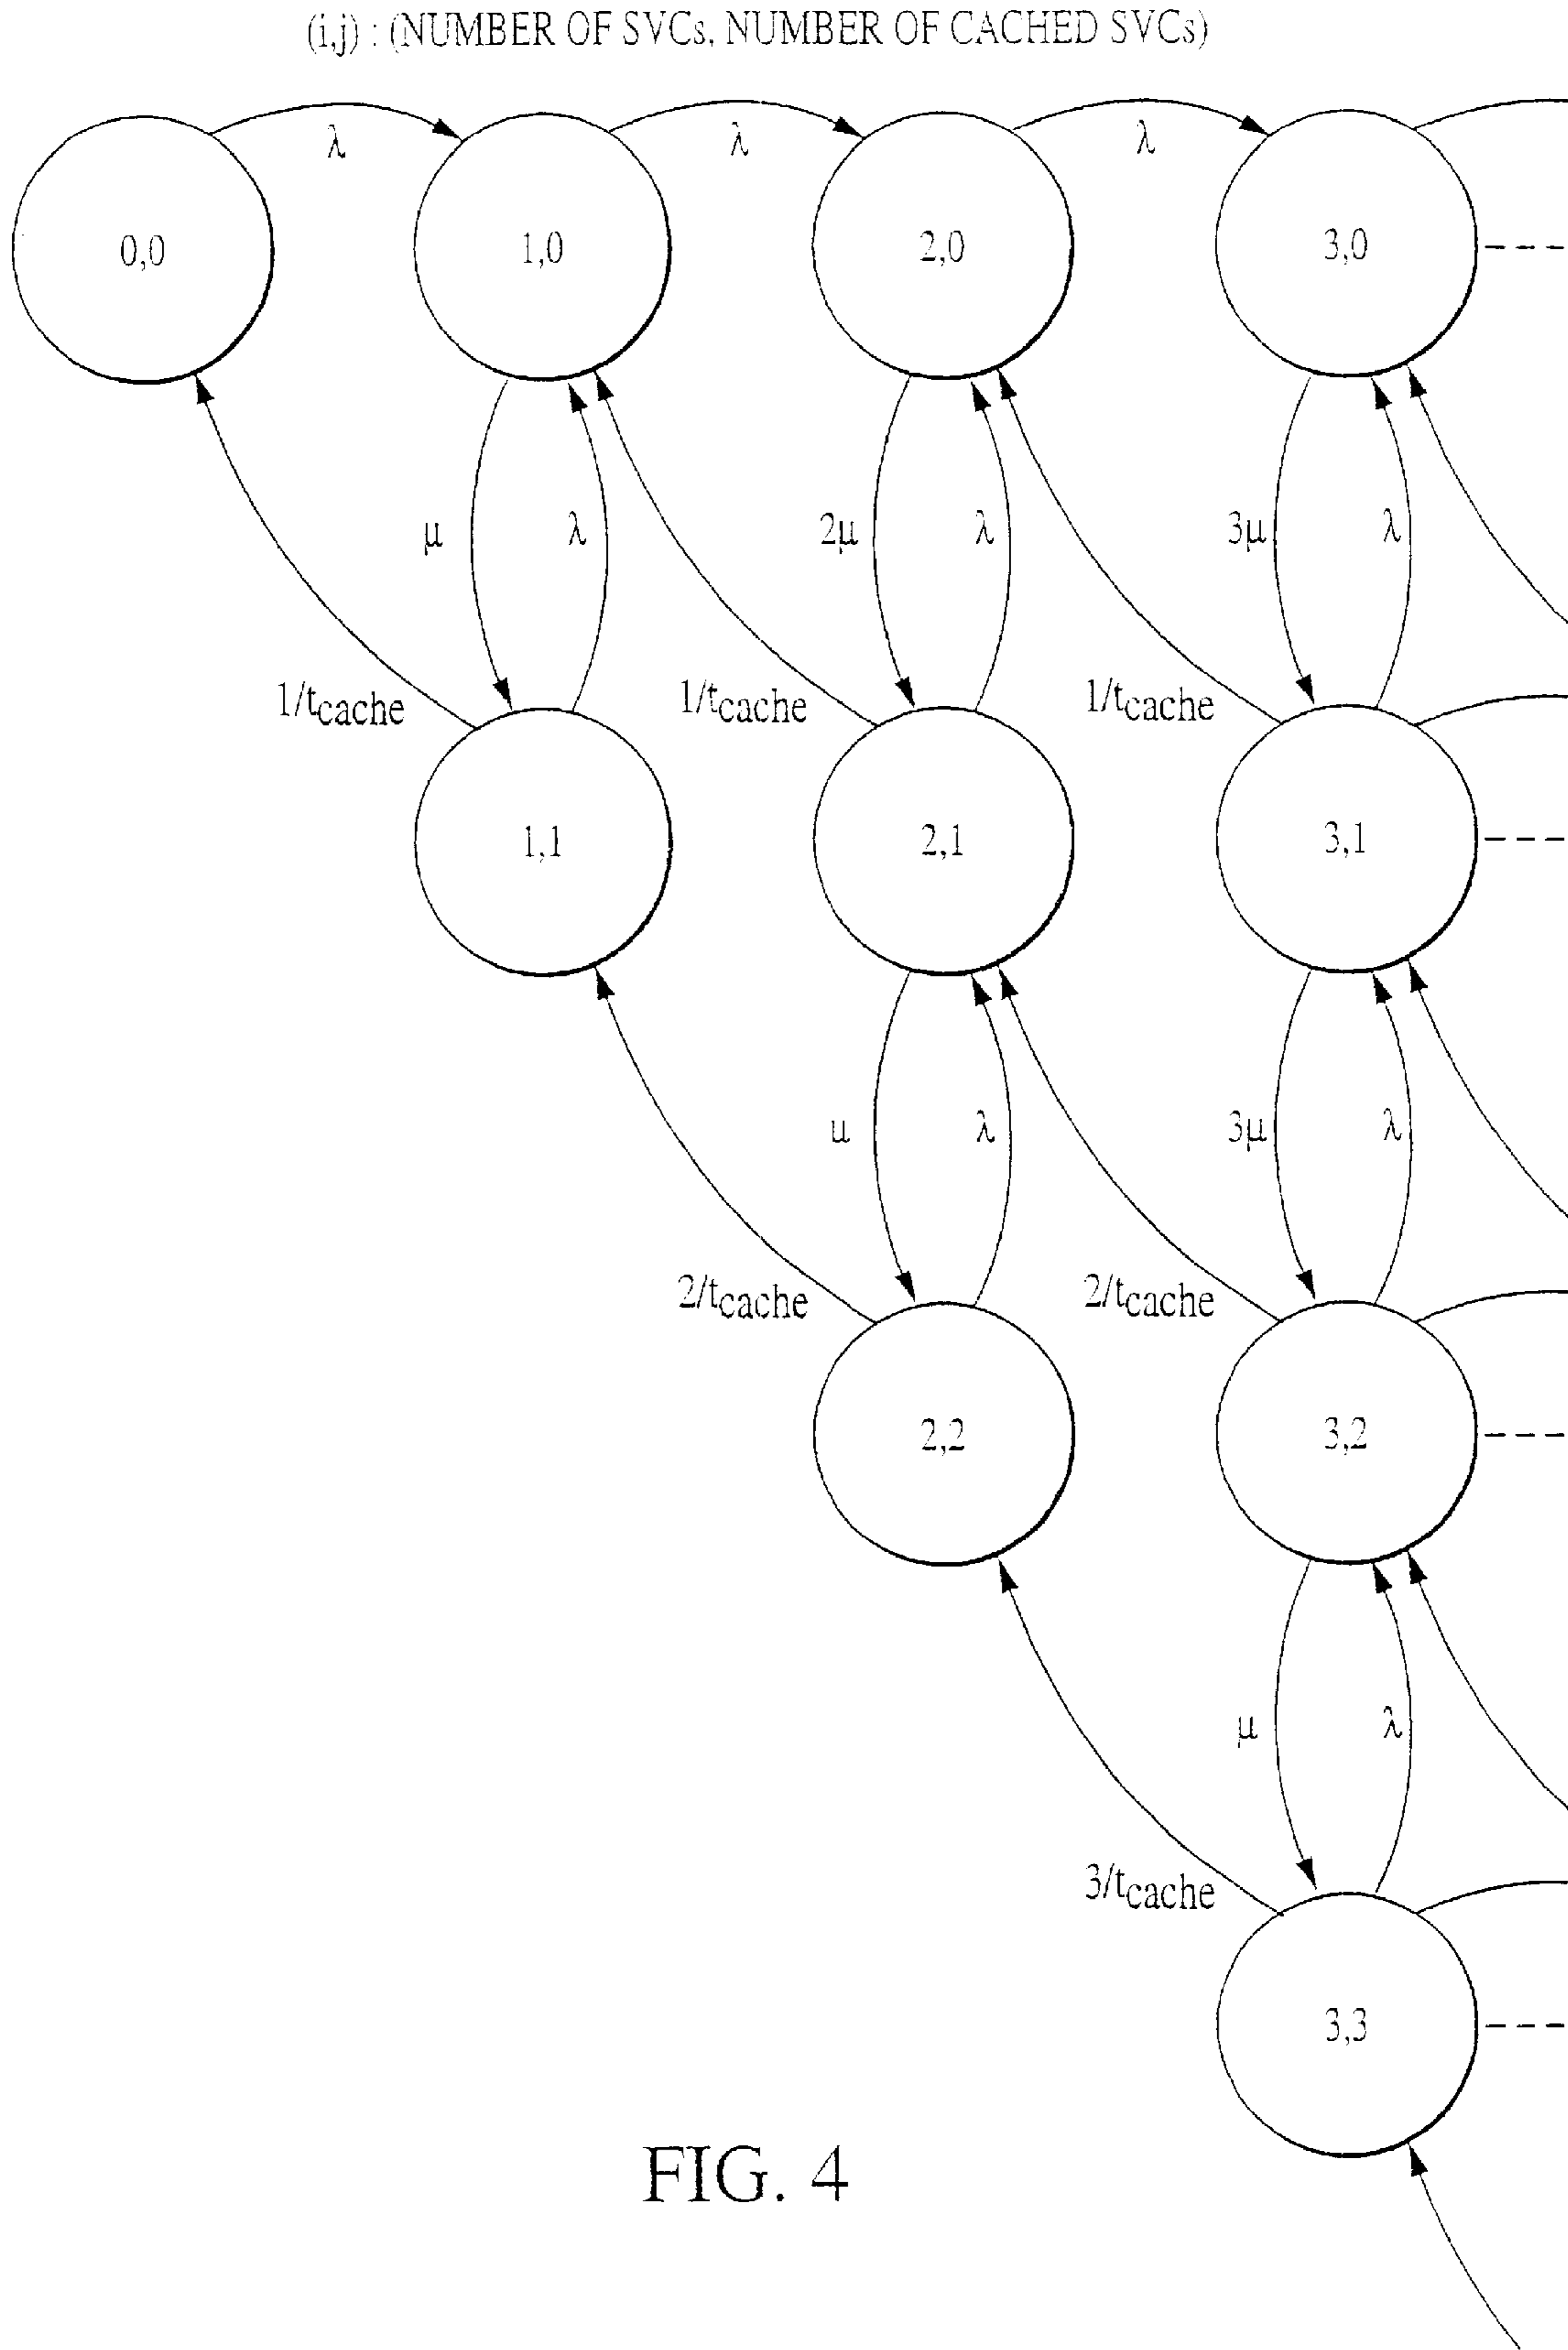 (i,j) : (NUMBER OF SVCs, NUMBER OF CACHED SVCs)
λ λ λ
0,0 1,0 2,0 3,0
μ λ 2μ λ 3μ λ
1/tcache 1/tcache 1/tcache
1,1 2,1 3,1
μ λ 3μ λ
2/tcache 2/tcache
2,2 3,2
μ λ
3/tcache
3,3
FIG. 4